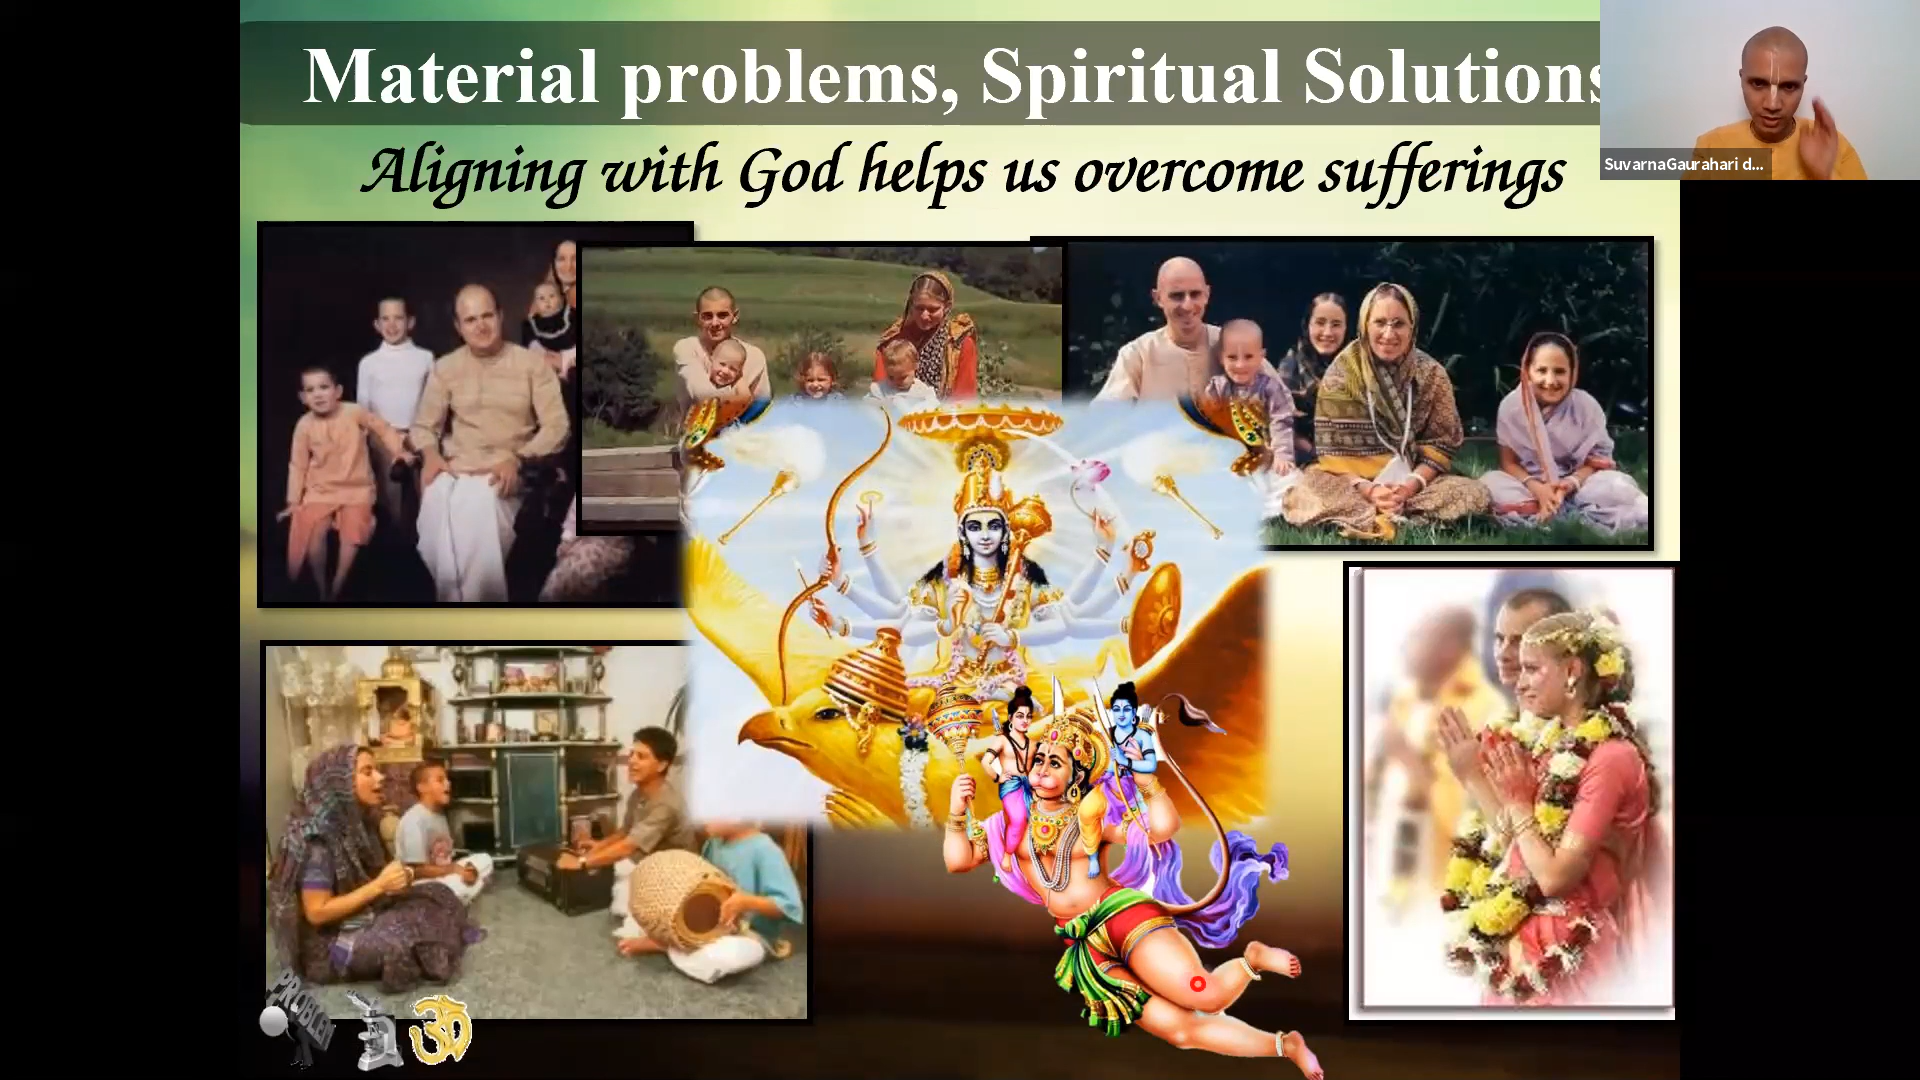 Material problems, Spiritual Solutions
Aligning with God helps us overcome sufferings
SuvarnaGaurahari d...
PROBLEM
ॐ